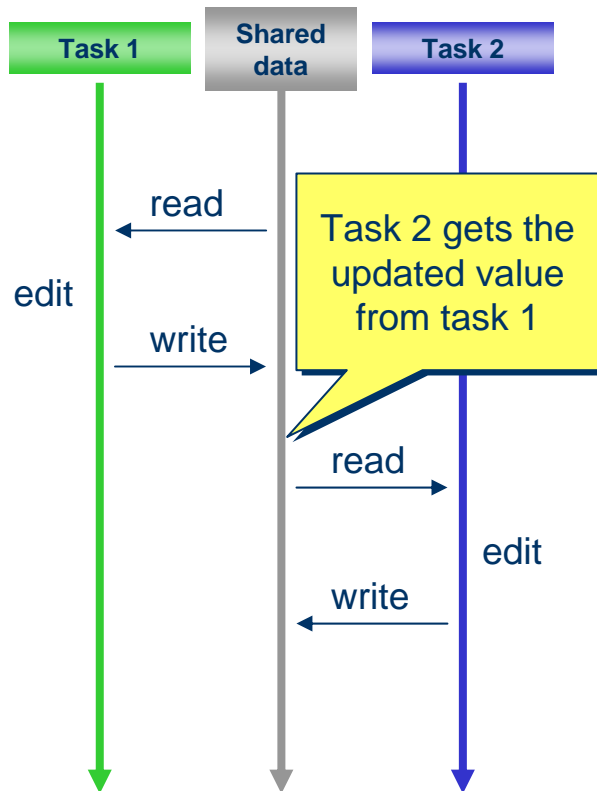 Task 1
Shared
data
Task 2
read
Task 2 gets the
updated value
from task 1
edit
write
read
edit
write